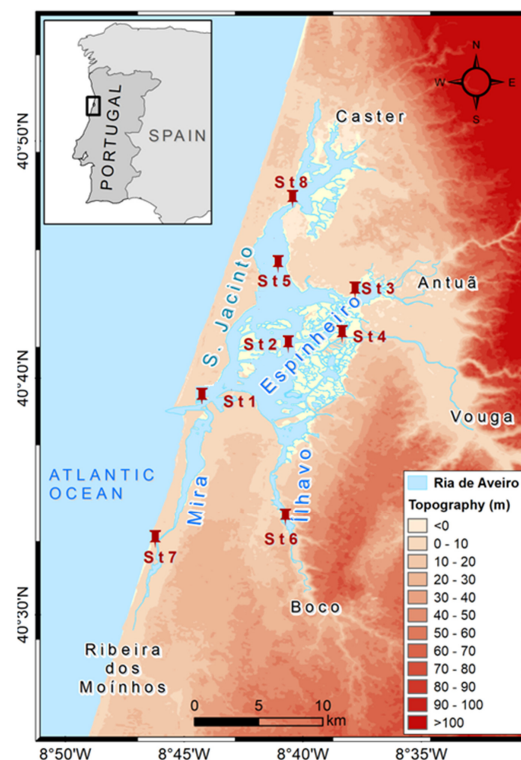 PORTUGAL
SPAIN
N
W
E
S
Caster
St8
St5
St3
Antuã
S. Jacinto
St2
Espinheiro
St4
St1
Vouga
ATLANTIC
OCEAN
Mira
Ílhavo
St6
St7
Boco
Ribeira
dos
Moínhos
Ria de Aveiro
Topography (m)
<0
0 - 10
10 - 20
20 - 30
30 - 40
40 - 50
50 - 60
60 - 70
70 - 80
80 - 90
90 - 100
>100
0 5 10
km
40°50'N
40°40'N
40°30'N
8°50'W 8°45'W 8°40'W 8°35'W